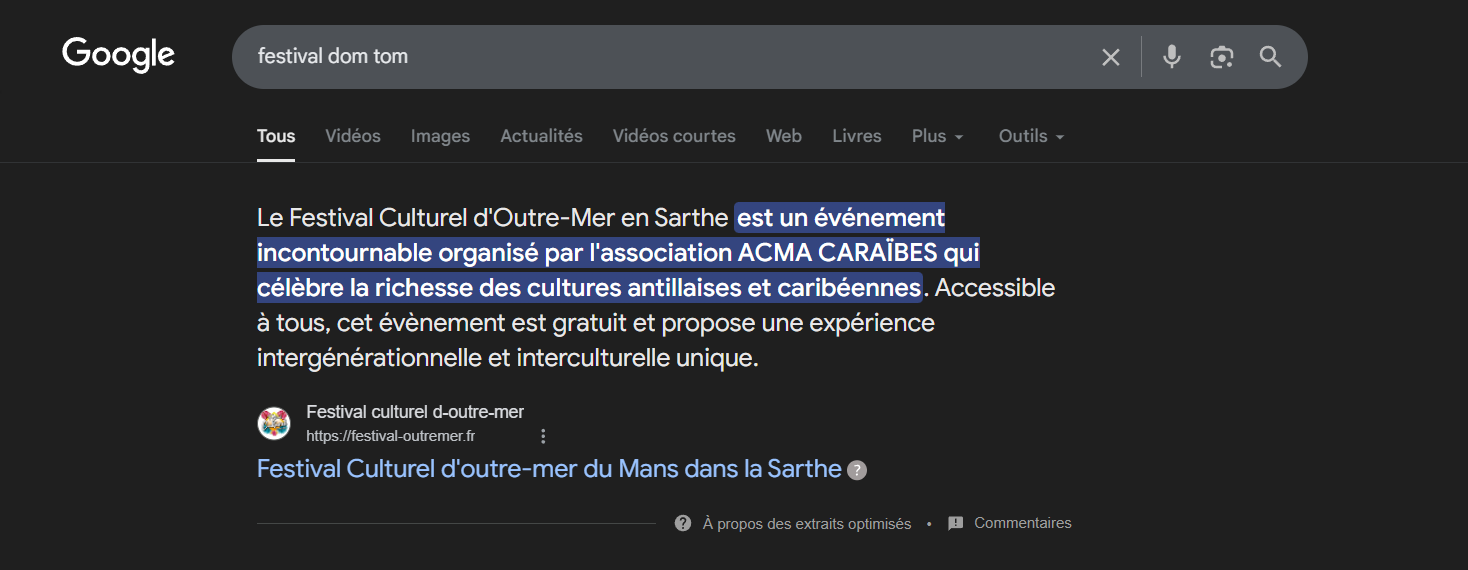 Google
festival dom tom
Tous Vidéos Images Actualités Vidéos courtes Web Livres Plus Outils
Le Festival Culturel d'Outre-Mer en Sarthe est un événement
incontournable organisé par l'association ACMA CARAÏBES qui
célèbre la richesse des cultures antillaises et caribéennes. Accessible
à tous, cet évènement est gratuit et propose une expérience
intergénérationnelle et interculturelle unique.
Festival culturel d-outre-mer
https://festival-outremer.fr
Festival Culturel d'outre-mer du Mans dans la Sarthe ?
? À propos des extraits optimisés • Commentaires